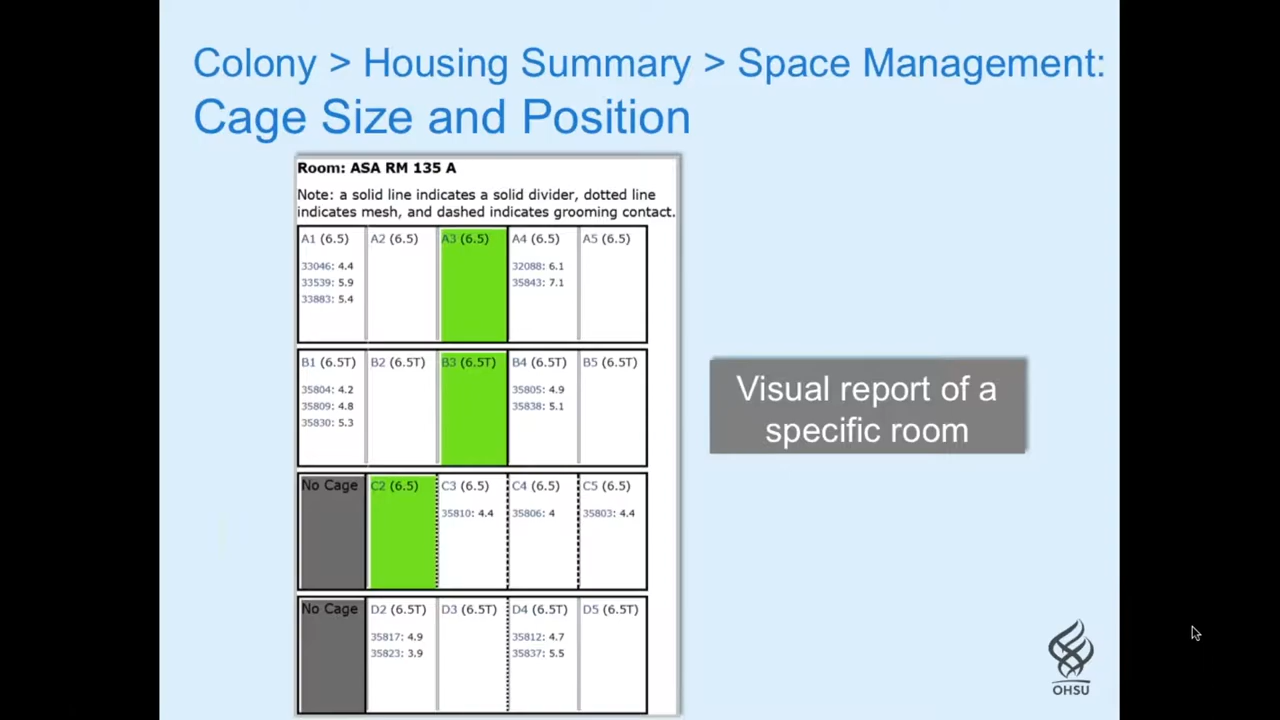 Colony > Housing Summary > Space Management:
Cage Size and Position
Room: ASA RM 135 A
Note: a solid line indicates a solid divider, dotted line
indicates mesh, and dashed indicates grooming contact.
A1 (6.5) A2 (6.5) A3 (6.5) A4 (6.5) A5 (6.5)
33046: 4.4 32088: 6.1
33539: 5.9 35843: 7.1
33883: 5.4
B1 (6.5T) B2 (6.5T) B3 (6.5T) B4 (6.5T) B5 (6.5T)
35804: 4.2 35805: 4.9
35809: 4.8 35838: 5.1
35830: 5.3
No Cage C2 (6.5) C3 (6.5) C4 (6.5) C5 (6.5)
35810: 4.4 35806: 4 35803: 4.4
No Cage D2 (6.5T) D3 (6.5T) D4 (6.5T) D5 (6.5T)
35817: 4.9 35812: 4.7
35823: 3.9 35837: 5.5
Visual report of a
specific room
OHSU